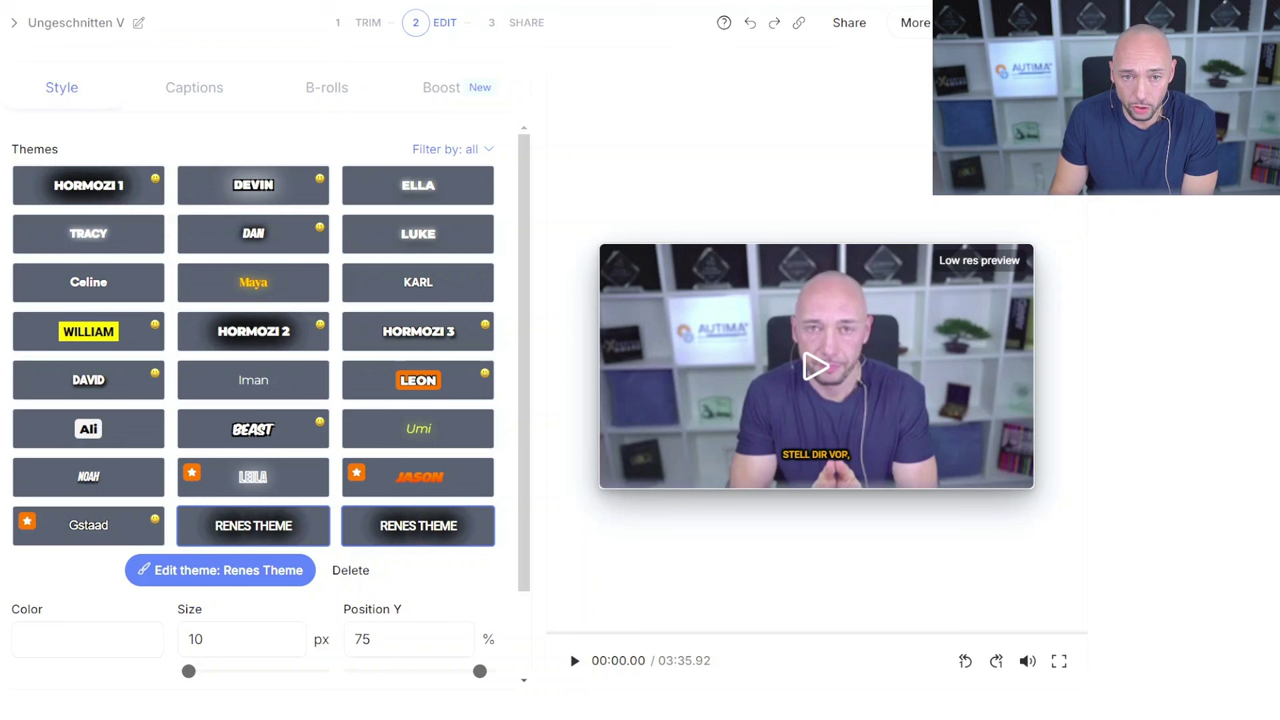 Ungeschnitten V
1 TRIM
2 EDIT
3 SHARE
Share
More
Style
Captions
B-rolls
Boost New
Themes
Filter by: all
HORMOZI 1
DEVIN
ELLA
TRACY
DAN
LUKE
Celine
Maya
KARL
WILLIAM
HORMOZI 2
HORMOZI 3
DAVID
Iman
LEON
Ali
BEAST
Umi
NOAH
LEILA
JASON
Gstaad
RENES THEME
RENES THEME
Edit theme: Renes Theme
Delete
Color
Size
Position Y
10 px
75 %
AUTIMA
Low res preview
AUTIMA
STELL DIR VOR,
00:00.00 / 03:35.92